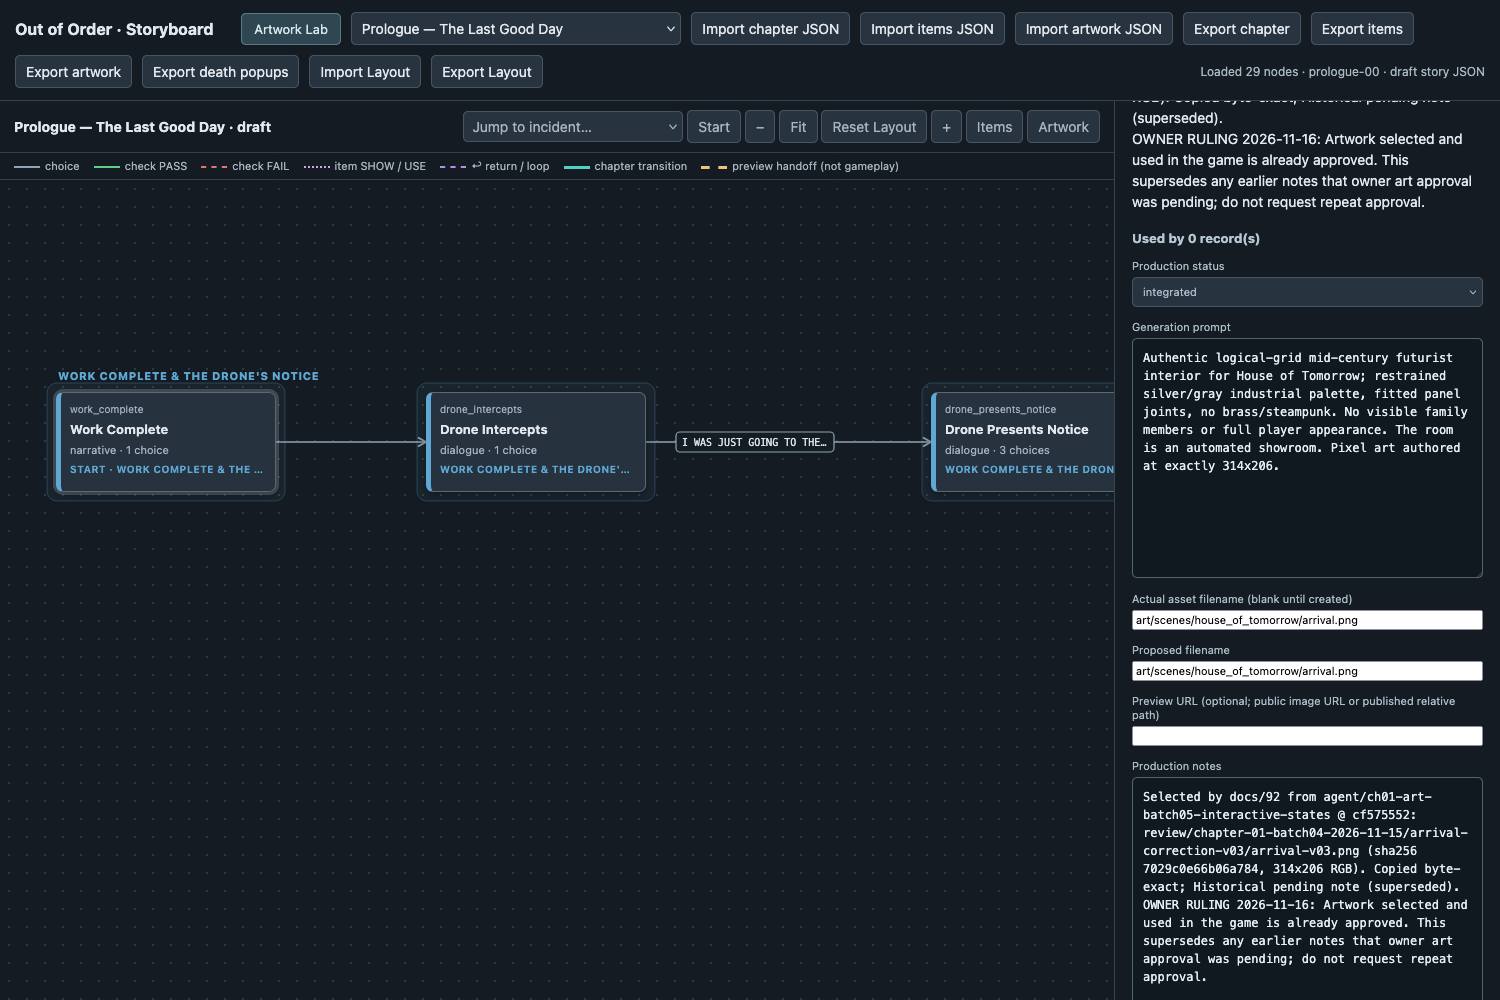 Out of Order · Storyboard
Artwork Lab
Prologue — The Last Good Day
Import chapter JSON
Import items JSON
Import artwork JSON
Export chapter
Export items
Export artwork
Export death popups
Import Layout
Export Layout
Loaded 29 nodes · prologue-00 · draft story JSON
Prologue — The Last Good Day · draft
Jump to incident...
Start
−
Fit
Reset Layout
+
Items
Artwork
choice
check PASS
check FAIL
item SHOW / USE
↩ return / loop
chapter transition
preview handoff (not gameplay)
WORK COMPLETE & THE DRONE'S NOTICE
work_complete
Work Complete
narrative · 1 choice
START · WORK COMPLETE & THE ...
drone_intercepts
Drone Intercepts
dialogue · 1 choice
WORK COMPLETE & THE DRONE'...
I WAS JUST GOING TO THE…
drone_presents_notice
Drone Presents Notice
dialogue · 3 choices
WORK COMPLETE & THE DRON
(superseded).
OWNER RULING 2026-11-16: Artwork selected and
used in the game is already approved. This
supersedes any earlier notes that owner art approval
was pending; do not request repeat approval.
Used by 0 record(s)
Production status
integrated
Generation prompt
Authentic logical-grid mid-century futurist
interior for House of Tomorrow; restrained
silver/gray industrial palette, fitted panel
joints, no brass/steampunk. No visible family
members or full player appearance. The room
is an automated showroom. Pixel art authored
at exactly 314x206.
Actual asset filename (blank until created)
art/scenes/house_of_tomorrow/arrival.png
Proposed filename
art/scenes/house_of_tomorrow/arrival.png
Preview URL (optional; public image URL or published relative
path)
Production notes
Selected by docs/92 from agent/ch01-art-
batch05-interactive-states @ cf575552:
review/chapter-01-batch04-2026-11-15/arrival-
correction-v03/arrival-v03.png (sha256
7029c0e66b06a784, 314x206 RGB). Copied byte-
exact; Historical pending note (superseded).
OWNER RULING 2026-11-16: Artwork selected and
used in the game is already approved. This
supersedes any earlier notes that owner art
approval was pending; do not request repeat
approval.